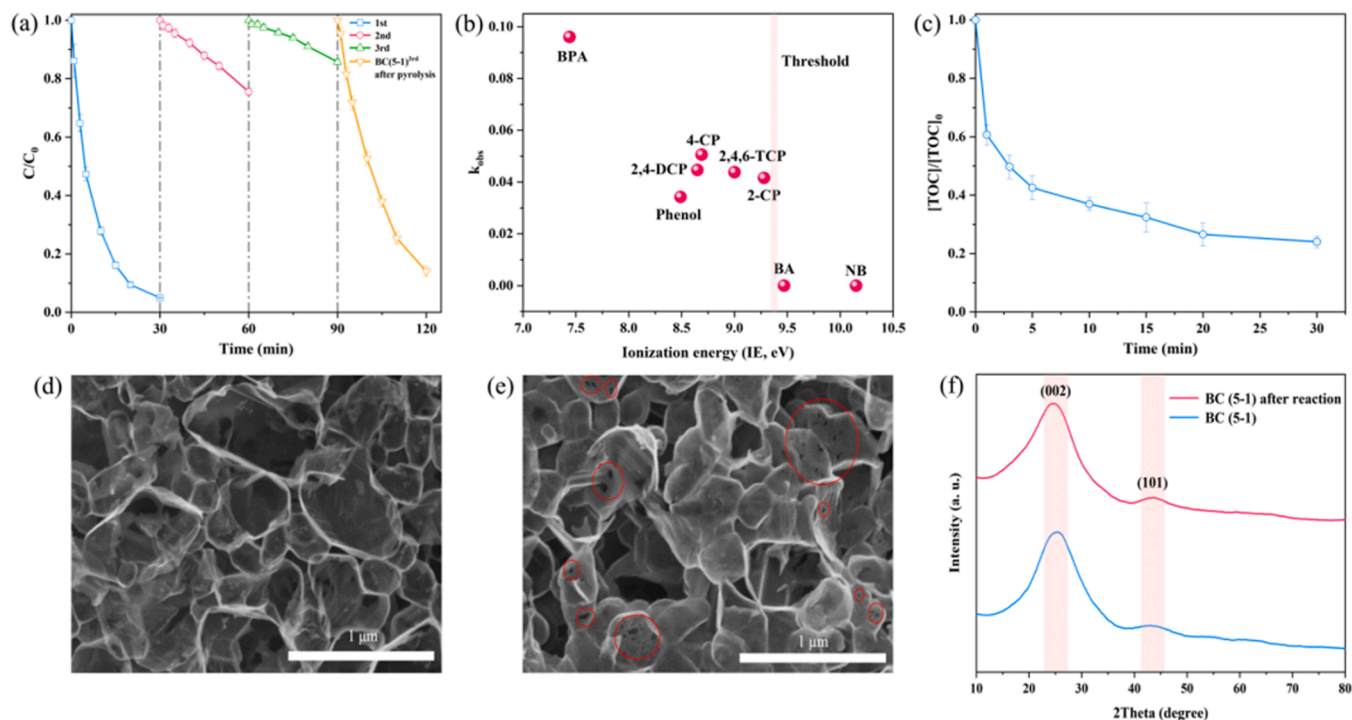 (a)
1.0
0.8
0.6
0.4
0.2
0.0
C/C0
0
30
60
90
120
Time (min)
1st
2nd
3rd
BC(5-1)3rd
after pyrolysis
(b)
0.10
0.08
0.06
0.04
0.02
0.00
kobs
BPA
Threshold
4-CP
2,4-DCP
2,4,6-TCP
Phenol
2-CP
BA
NB
7.0
7.5
8.0
8.5
9.0
9.5
10.0
10.5
Ionization energy (IE, eV)
(c)
1.0
0.8
0.6
0.4
0.2
0.0
[TOC]/[TOC]0
0
5
10
15
20
25
30
Time (min)
(d)
1 μm
(e)
1 μm
(f)
(002)
BC (5-1) after reaction
BC (5-1)
(101)
Intensity (a. u.)
10
20
30
40
50
60
70
80
2Theta (degree)